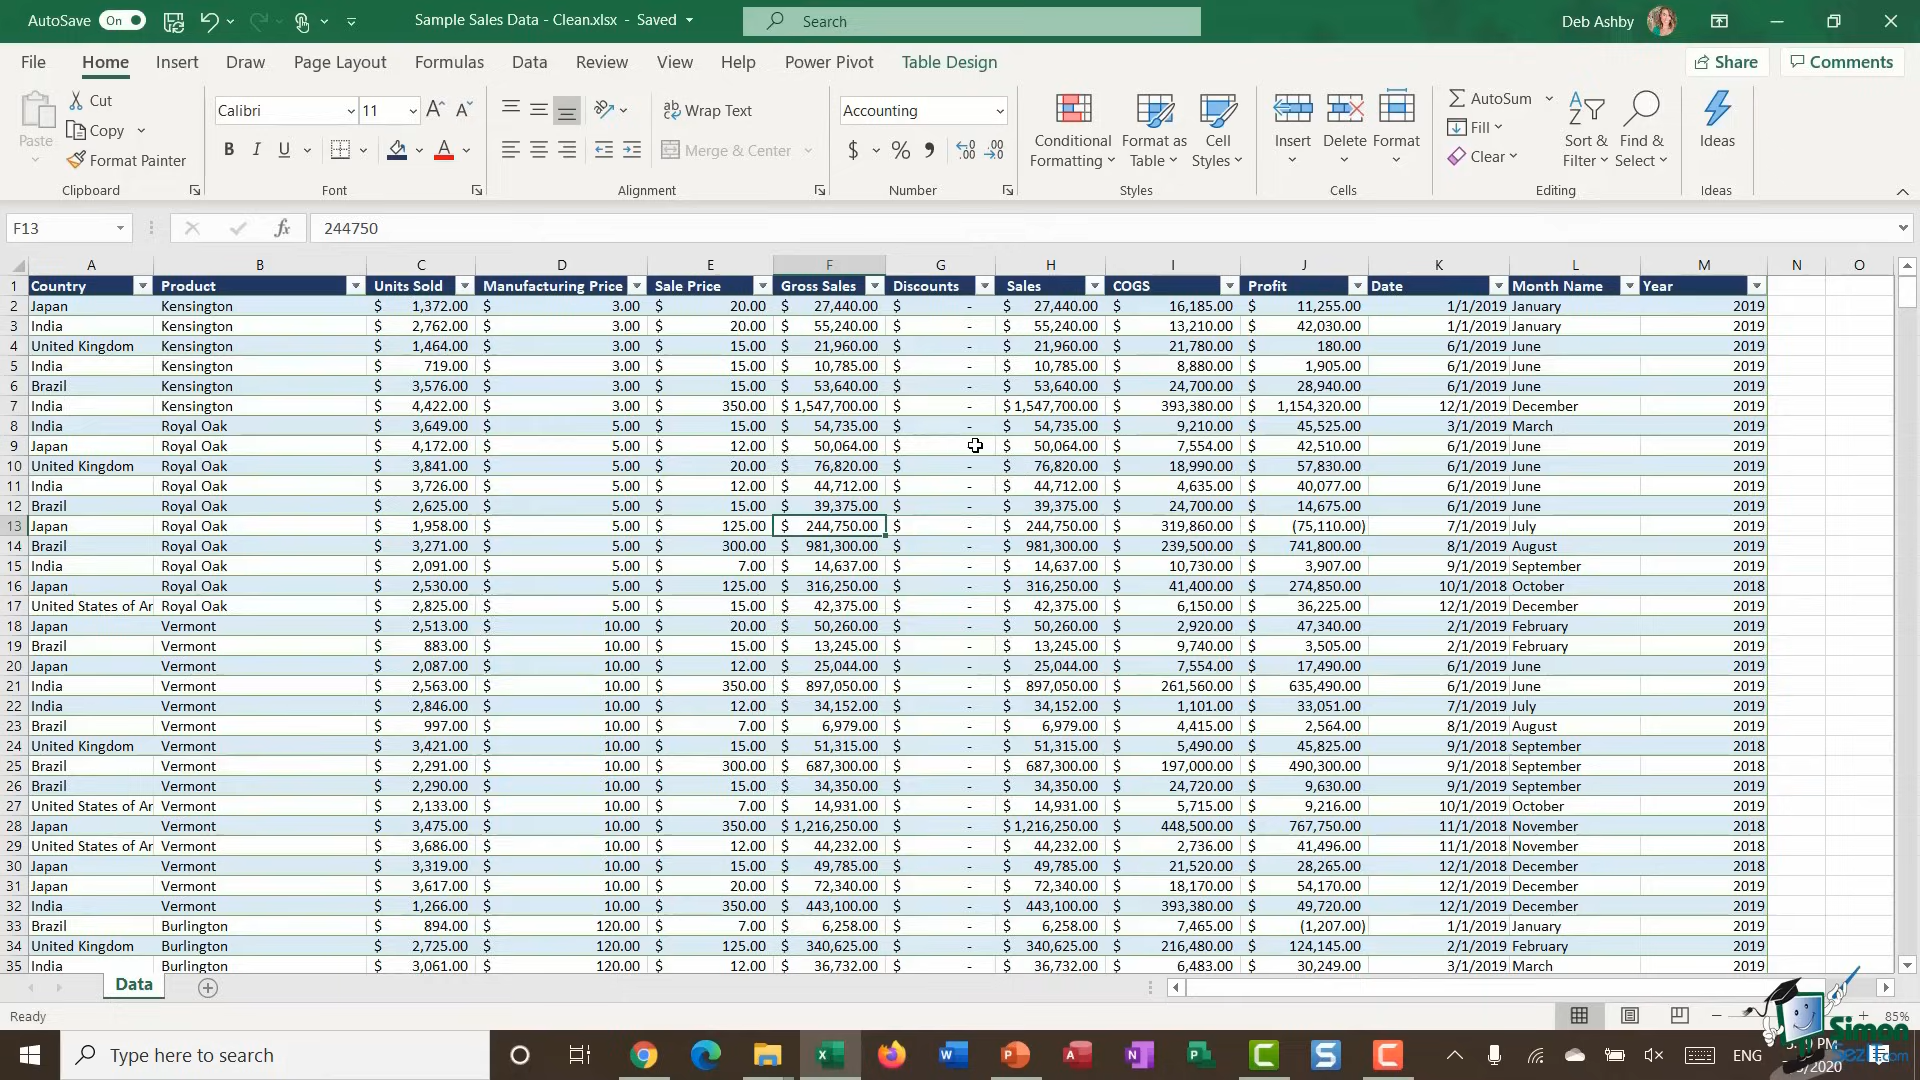 AutoSave On Sample Sales Data - Clean.xlsx - Saved Search Deb Ashby
File Home Insert Draw Page Layout Formulas Data Review View Help Power Pivot Table Design Share Comments
Paste Cut Calibri 11 Wrap Text Accounting Conditional Formatting Format as Table Cell Styles Insert Delete Format AutoSum Sort & Filter Find & Select Ideas
Copy Fill
Format Painter B I U A Merge & Center $ % Clear
Clipboard Font Alignment Number Styles Cells Editing Ideas
F13 fx 244750
A B C D E F G H I J K L M N O
1 Country Product Units Sold Manufacturing Price Sale Price Gross Sales Discounts Sales COGS Profit Date Month Name Year
2 Japan Kensington $ 1,372.00 $ 3.00 $ 20.00 $ 27,440.00 $ - $ 27,440.00 $ 16,185.00 $ 11,255.00 1/1/2019 January 2019
3 India Kensington $ 2,762.00 $ 3.00 $ 20.00 $ 55,240.00 $ - $ 55,240.00 $ 13,210.00 $ 42,030.00 1/1/2019 January 2019
4 United Kingdom Kensington $ 1,464.00 $ 3.00 $ 15.00 $ 21,960.00 $ - $ 21,960.00 $ 21,780.00 $ 180.00 6/1/2019 June 2019
5 India Kensington $ 719.00 $ 3.00 $ 15.00 $ 10,785.00 $ - $ 10,785.00 $ 8,880.00 $ 1,905.00 6/1/2019 June 2019
6 Brazil Kensington $ 3,576.00 $ 3.00 $ 15.00 $ 53,640.00 $ - $ 53,640.00 $ 24,700.00 $ 28,940.00 6/1/2019 June 2019
7 India Kensington $ 4,422.00 $ 3.00 $ 350.00 $ 1,547,700.00 $ - $ 1,547,700.00 $ 393,380.00 $ 1,154,320.00 12/1/2019 December 2019
8 India Royal Oak $ 3,649.00 $ 5.00 $ 15.00 $ 54,735.00 $ - $ 54,735.00 $ 9,210.00 $ 45,525.00 3/1/2019 March 2019
9 Japan Royal Oak $ 4,172.00 $ 5.00 $ 12.00 $ 50,064.00 $ - $ 50,064.00 $ 7,554.00 $ 42,510.00 6/1/2019 June 2019
10 United Kingdom Royal Oak $ 3,841.00 $ 5.00 $ 20.00 $ 76,820.00 $ - $ 76,820.00 $ 18,990.00 $ 57,830.00 6/1/2019 June 2019
11 India Royal Oak $ 3,726.00 $ 5.00 $ 12.00 $ 44,712.00 $ - $ 44,712.00 $ 4,635.00 $ 40,077.00 6/1/2019 June 2019
12 Brazil Royal Oak $ 2,625.00 $ 5.00 $ 15.00 $ 39,375.00 $ - $ 39,375.00 $ 24,700.00 $ 14,675.00 6/1/2019 June 2019
13 Japan Royal Oak $ 1,958.00 $ 5.00 $ 125.00 $ 244,750.00 $ - $ 244,750.00 $ 319,860.00 $ (75,110.00) 7/1/2019 July 2019
14 Brazil Royal Oak $ 3,271.00 $ 5.00 $ 300.00 $ 981,300.00 $ - $ 981,300.00 $ 239,500.00 $ 741,800.00 8/1/2019 August 2019
15 India Royal Oak $ 2,091.00 $ 5.00 $ 7.00 $ 14,637.00 $ - $ 14,637.00 $ 10,730.00 $ 3,907.00 9/1/2019 September 2019
16 Japan Royal Oak $ 2,530.00 $ 5.00 $ 125.00 $ 316,250.00 $ - $ 316,250.00 $ 41,400.00 $ 274,850.00 10/1/2018 October 2018
17 United States of Ar Royal Oak $ 2,825.00 $ 5.00 $ 15.00 $ 42,375.00 $ - $ 42,375.00 $ 6,150.00 $ 36,225.00 12/1/2019 December 2019
18 Japan Vermont $ 2,513.00 $ 10.00 $ 20.00 $ 50,260.00 $ - $ 50,260.00 $ 2,920.00 $ 47,340.00 2/1/2019 February 2019
19 Brazil Vermont $ 883.00 $ 10.00 $ 15.00 $ 13,245.00 $ - $ 13,245.00 $ 9,740.00 $ 3,505.00 2/1/2019 February 2019
20 Japan Vermont $ 2,087.00 $ 10.00 $ 12.00 $ 25,044.00 $ - $ 25,044.00 $ 7,554.00 $ 17,490.00 6/1/2019 June 2019
21 India Vermont $ 2,563.00 $ 10.00 $ 350.00 $ 897,050.00 $ - $ 897,050.00 $ 261,560.00 $ 635,490.00 6/1/2019 June 2019
22 India Vermont $ 2,846.00 $ 10.00 $ 12.00 $ 34,152.00 $ - $ 34,152.00 $ 1,101.00 $ 33,051.00 7/1/2019 July 2019
23 Brazil Vermont $ 997.00 $ 10.00 $ 7.00 $ 6,979.00 $ - $ 6,979.00 $ 4,415.00 $ 2,564.00 8/1/2019 August 2019
24 United Kingdom Vermont $ 3,421.00 $ 10.00 $ 15.00 $ 51,315.00 $ - $ 51,315.00 $ 5,490.00 $ 45,825.00 9/1/2018 September 2018
25 Brazil Vermont $ 2,291.00 $ 10.00 $ 300.00 $ 687,300.00 $ - $ 687,300.00 $ 197,000.00 $ 490,300.00 9/1/2018 September 2018
26 Brazil Vermont $ 2,290.00 $ 10.00 $ 15.00 $ 34,350.00 $ - $ 34,350.00 $ 24,720.00 $ 9,630.00 9/1/2019 September 2019
27 United States of Ar Vermont $ 2,133.00 $ 10.00 $ 7.00 $ 14,931.00 $ - $ 14,931.00 $ 5,715.00 $ 9,216.00 10/1/2019 October 2019
28 Japan Vermont $ 3,475.00 $ 10.00 $ 350.00 $ 1,216,250.00 $ - $ 1,216,250.00 $ 448,500.00 $ 767,750.00 11/1/2018 November 2018
29 United States of Ar Vermont $ 3,686.00 $ 10.00 $ 12.00 $ 44,232.00 $ - $ 44,232.00 $ 2,736.00 $ 41,496.00 11/1/2018 November 2018
30 Japan Vermont $ 3,319.00 $ 10.00 $ 15.00 $ 49,785.00 $ - $ 49,785.00 $ 21,520.00 $ 28,265.00 12/1/2018 December 2018
31 Japan Vermont $ 3,617.00 $ 10.00 $ 20.00 $ 72,340.00 $ - $ 72,340.00 $ 18,170.00 $ 54,170.00 12/1/2019 December 2019
32 India Vermont $ 1,266.00 $ 10.00 $ 350.00 $ 443,100.00 $ - $ 443,100.00 $ 393,380.00 $ 49,720.00 12/1/2019 December 2019
33 Brazil Burlington $ 894.00 $ 120.00 $ 7.00 $ 6,258.00 $ - $ 6,258.00 $ 7,465.00 $ (1,207.00) 1/1/2019 January 2019
34 United Kingdom Burlington $ 2,725.00 $ 120.00 $ 125.00 $ 340,625.00 $ - $ 340,625.00 $ 216,480.00 $ 124,145.00 2/1/2019 February 2019
35 India Burlington $ 3,061.00 $ 120.00 $ 12.00 $ 36,732.00 $ - $ 36,732.00 $ 6,483.00 $ 30,249.00 3/1/2019 March 2019
Data
Ready 85%
Type here to search ENG PM
2020
Simon
SezIt.com